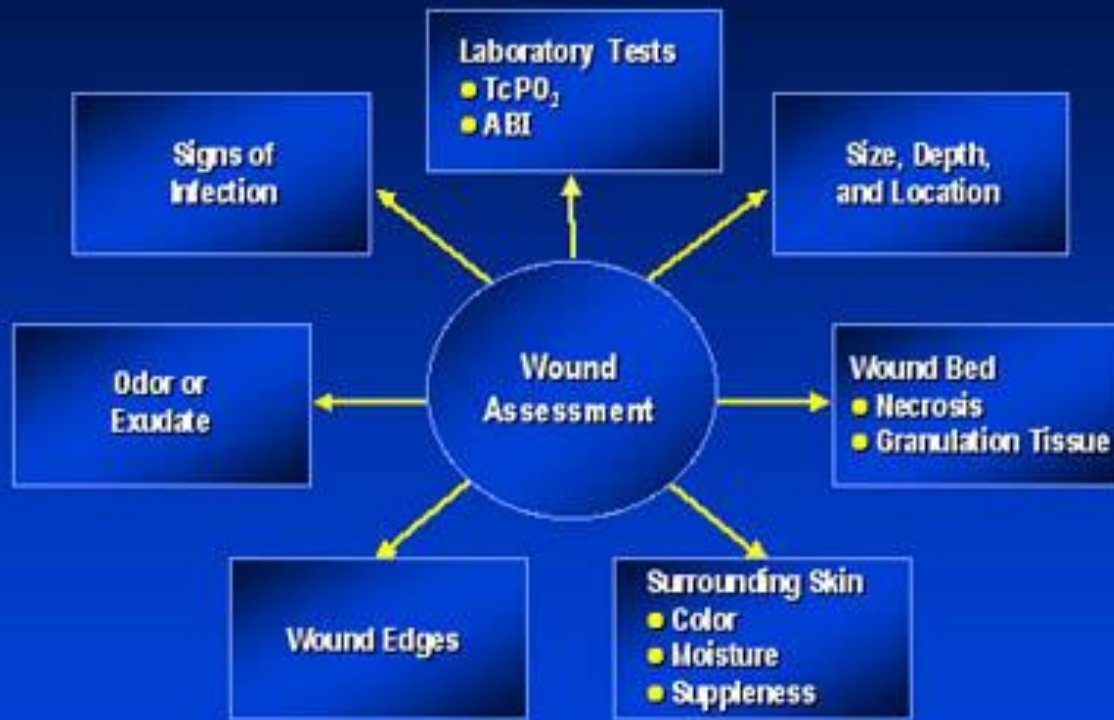 Laboratory Tests
• TcPO₂
• ABI
Signs of
Infection
Size, Depth,
and Location
Odor or
Exudate
Wound
Assessment
Wound Bed
• Necrosis
• Granulation Tissue
Wound Edges
Surrounding Skin
• Color
• Moisture
• Suppleness